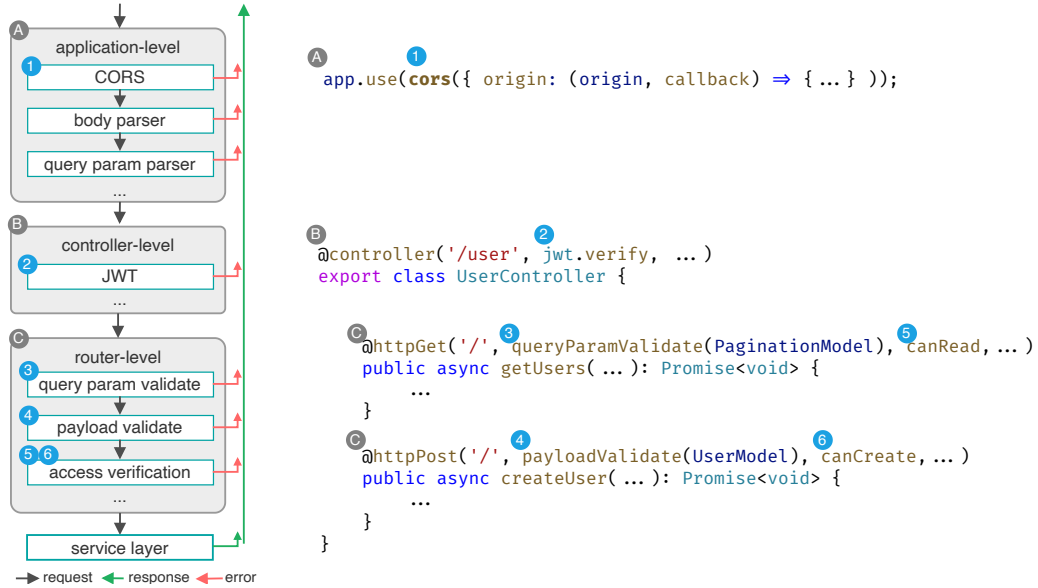 A
application-level
1
CORS
body parser
query param parser
...
B
controller-level
2
JWT
...
C
router-level
3
query param validate
4
payload validate
5 6
access verification
...
service layer
request response error
A 1
app.use(cors({ origin: (origin, callback) ⇒ { ... } ));
B 2
@controller('/user', jwt.verify, ...)
export class UserController {
C 3 5
@httpGet('/', queryParamValidate(PaginationModel), canRead, ...)
public async getUsers( ... ): Promise<void> {
...
}
C 4 6
@httpPost('/', payloadValidate(UserModel), canCreate, ...)
public async createUser( ... ): Promise<void> {
...
}
}